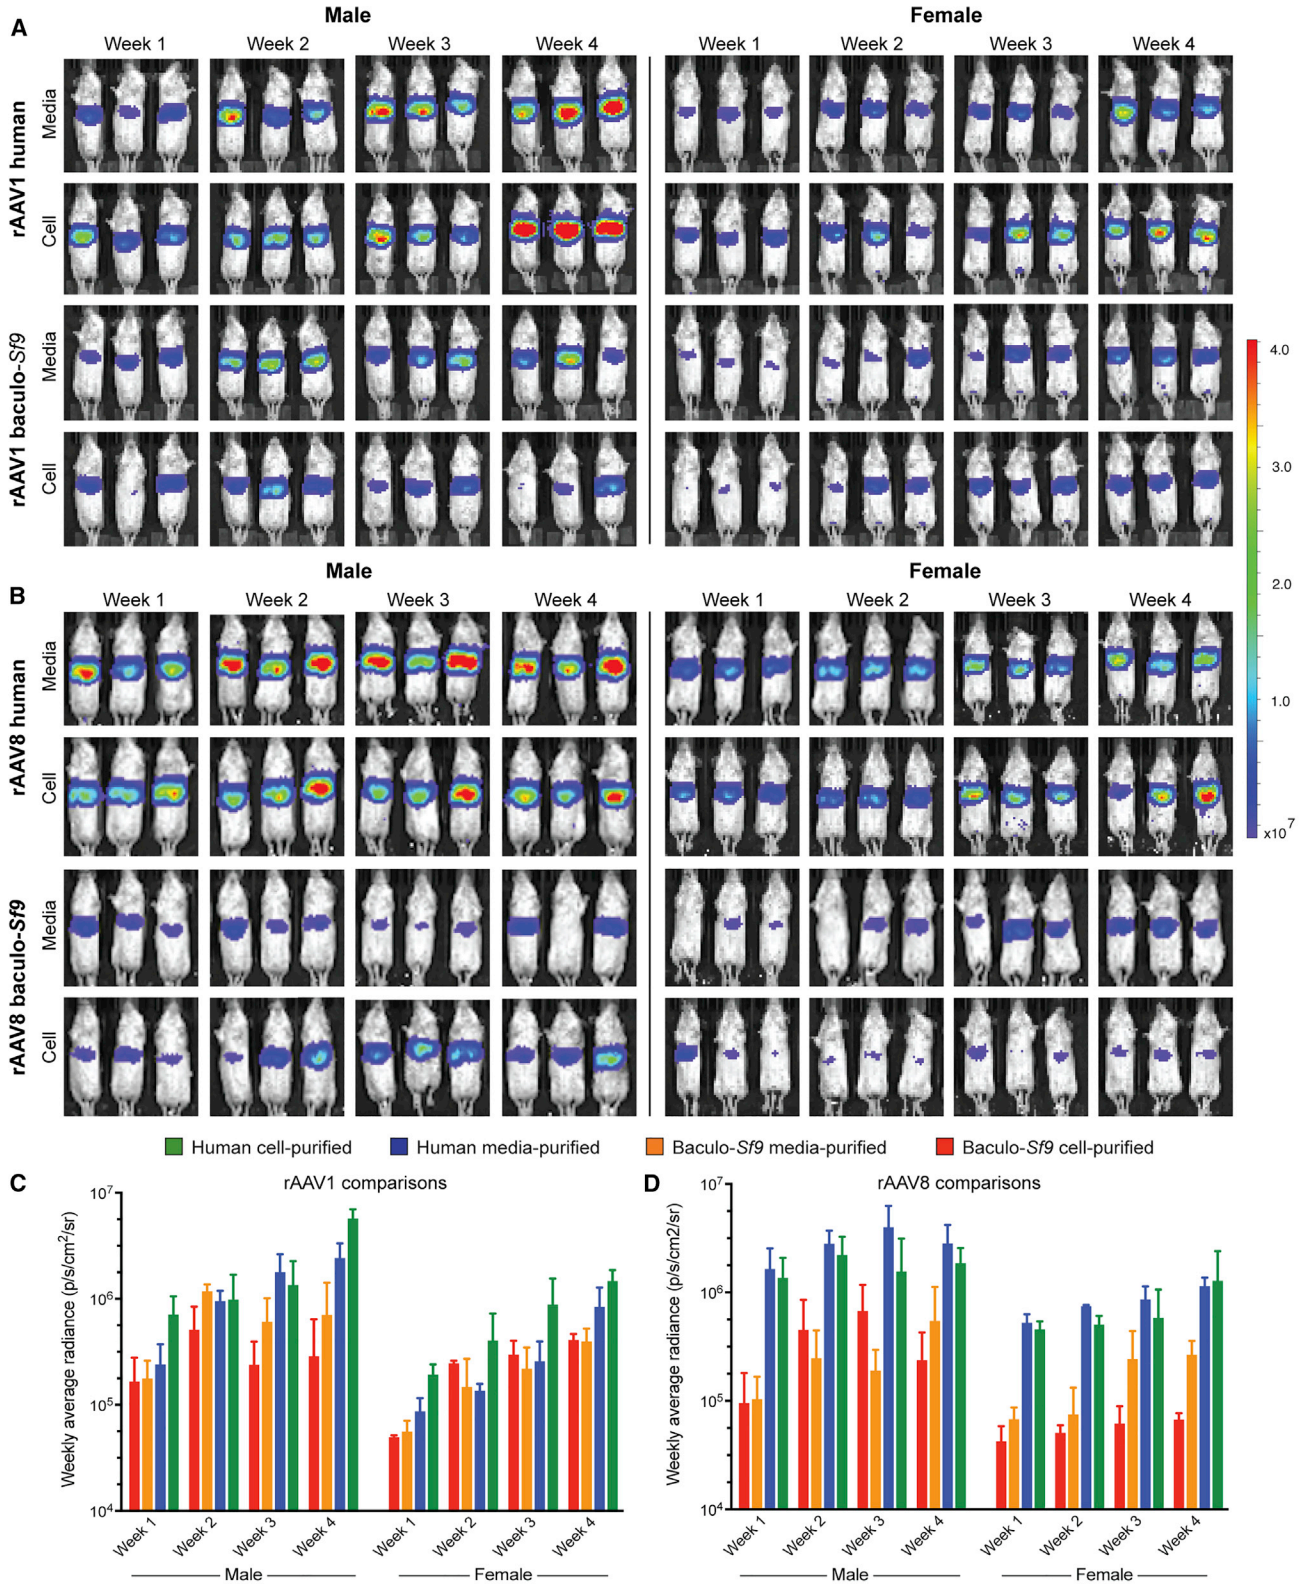 A
Male
Female
Week 1 Week 2 Week 3 Week 4 Week 1 Week 2 Week 3 Week 4
rAAV1 human
Media
Cell
rAAV1 baculo-Sf9
Media
Cell
4.0
3.0
2.0
1.0
x10^7
B
Male
Female
Week 1 Week 2 Week 3 Week 4 Week 1 Week 2 Week 3 Week 4
rAAV8 human
Media
Cell
rAAV8 baculo-Sf9
Media
Cell
Human cell-purified Human media-purified Baculo-Sf9 media-purified Baculo-Sf9 cell-purified
C
rAAV1 comparisons
Weekly average radiance (p/s/cm^2/sr)
10^7
10^6
10^5
10^4
Week 1 Week 2 Week 3 Week 4 Week 1 Week 2 Week 3 Week 4
Male Female
D
rAAV8 comparisons
Weekly average radiance (p/s/cm2/sr)
10^7
10^6
10^5
10^4
Week 1 Week 2 Week 3 Week 4 Week 1 Week 2 Week 3 Week 4
Male Female